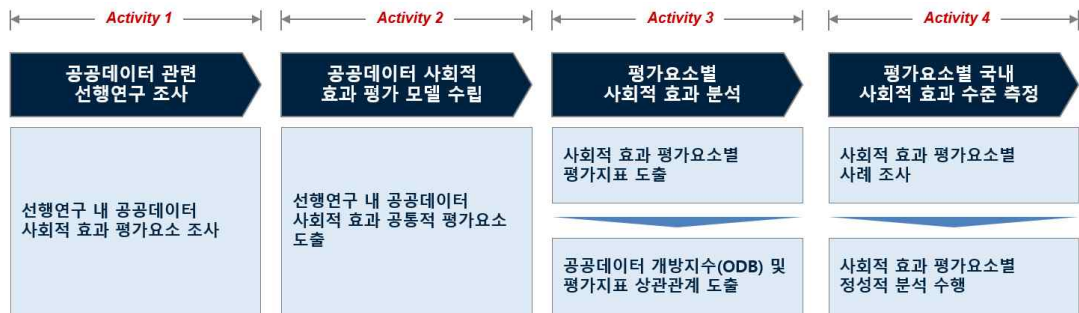 Activity 1
Activity 2
Activity 3
Activity 4
공공데이터 관련
선행연구 조사
공공데이터 사회적
효과 평가 모델 수립
평가요소별
사회적 효과 분석
평가요소별 국내
사회적 효과 수준 측정
선행연구 내 공공데이터
사회적 효과 평가요소 조사
선행연구 내 공공데이터
사회적 효과 공통적 평가요소
도출
사회적 효과 평가요소별
평가지표 도출
공공데이터 개방지수(ODB) 및
평가지표 상관관계 도출
사회적 효과 평가요소별
사례 조사
사회적 효과 평가요소별
정성적 분석 수행